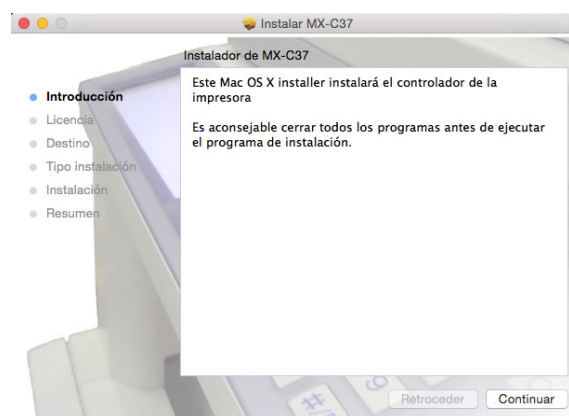 Instalar MX-C37
Instalador de MX-C37
Introducción
Licencia
Destino
Tipo instalación
Instalación
Resumen
Este Mac OS X installer instalará el controlador de la
impresora
Es aconsejable cerrar todos los programas antes de ejecutar
el programa de instalación.
#/
9
Retroceder
Continuar